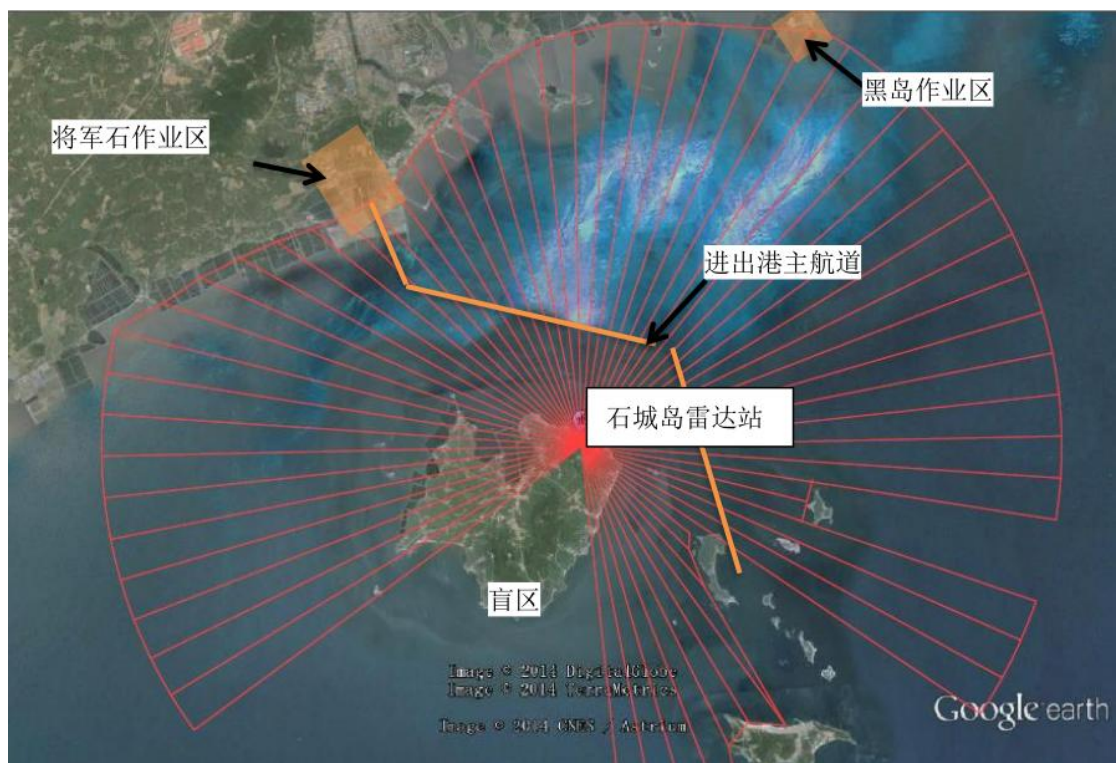 黑岛作业区
将军石作业区
进出港主航道
石城岛雷达站
盲区
Image © 2014 DigitalGlobe
Image © 2014 TerraMetrics
Image © 2014 CNES / Astrium
Google earth